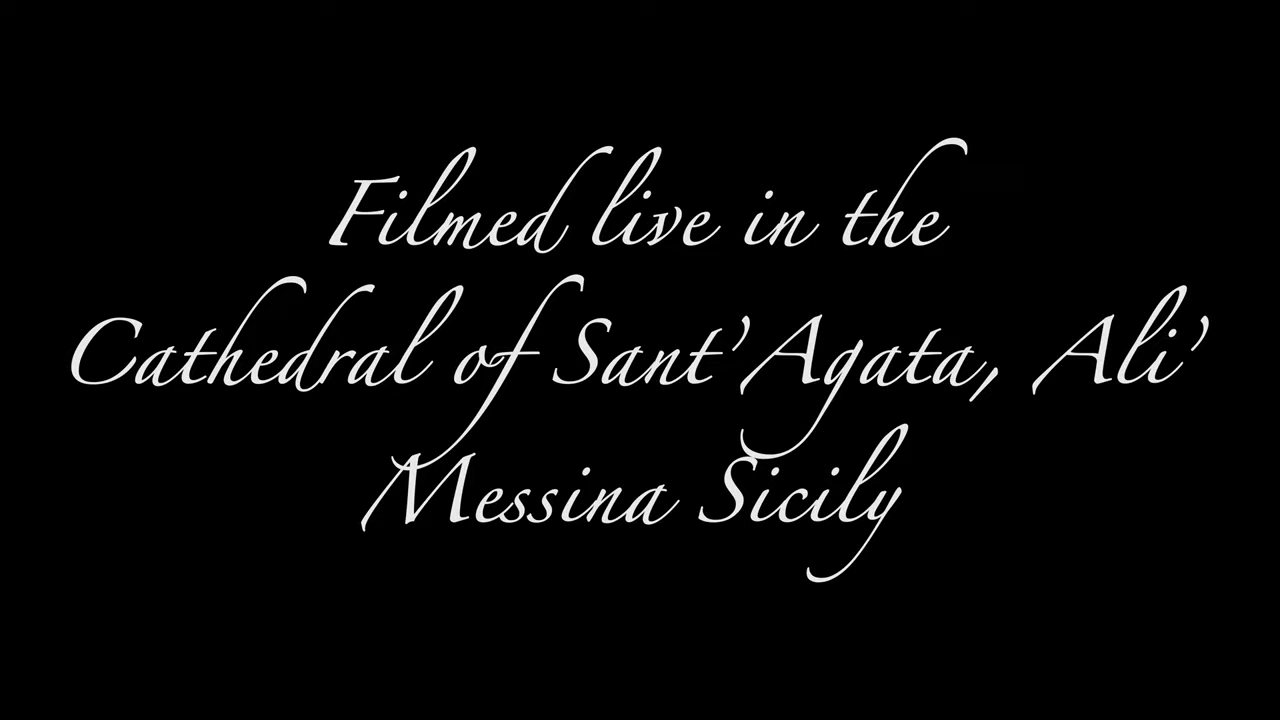 Filmed live in the
Cathedral of Sant’Agata, Ali’
Messina Sicily